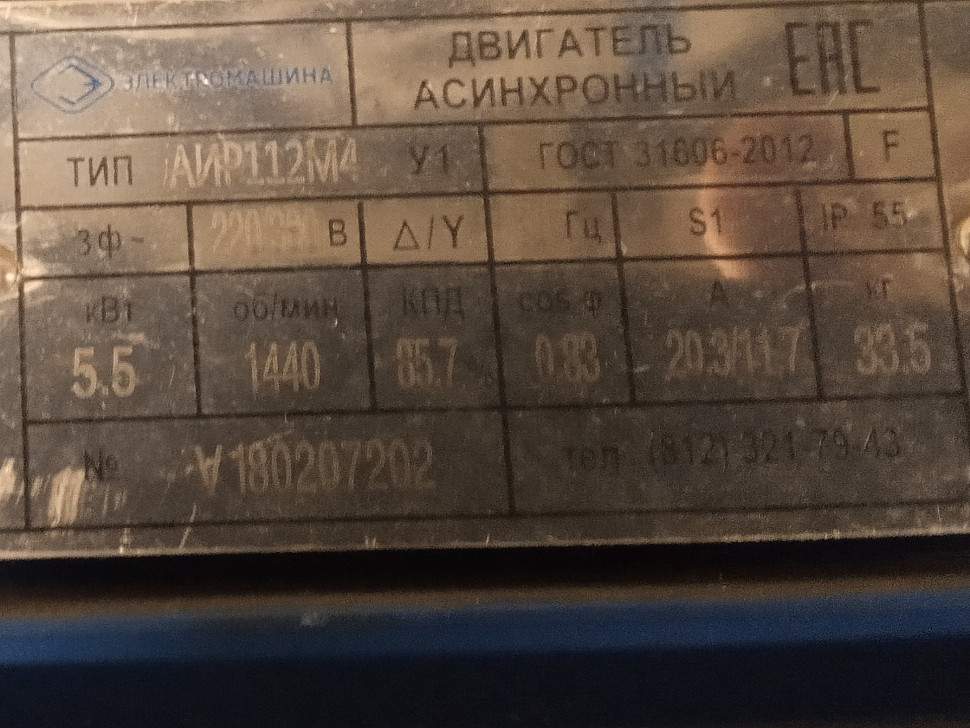 ЭЛЕКТРОМАШИНА
ДВИГАТЕЛЬ
АСИНХРОННЫЙ
EAC
ТИП АИР112М4 У1
ГОСТ 31606-2012
F
3ф~
В
Δ/Y
Гц
S1
IP 55
кВт об/мин КПД cos φ А кг
5.5 1440 85.7 0.83 20.3/11.7 33.5
№ V180207202
тел (812) 321 79-43